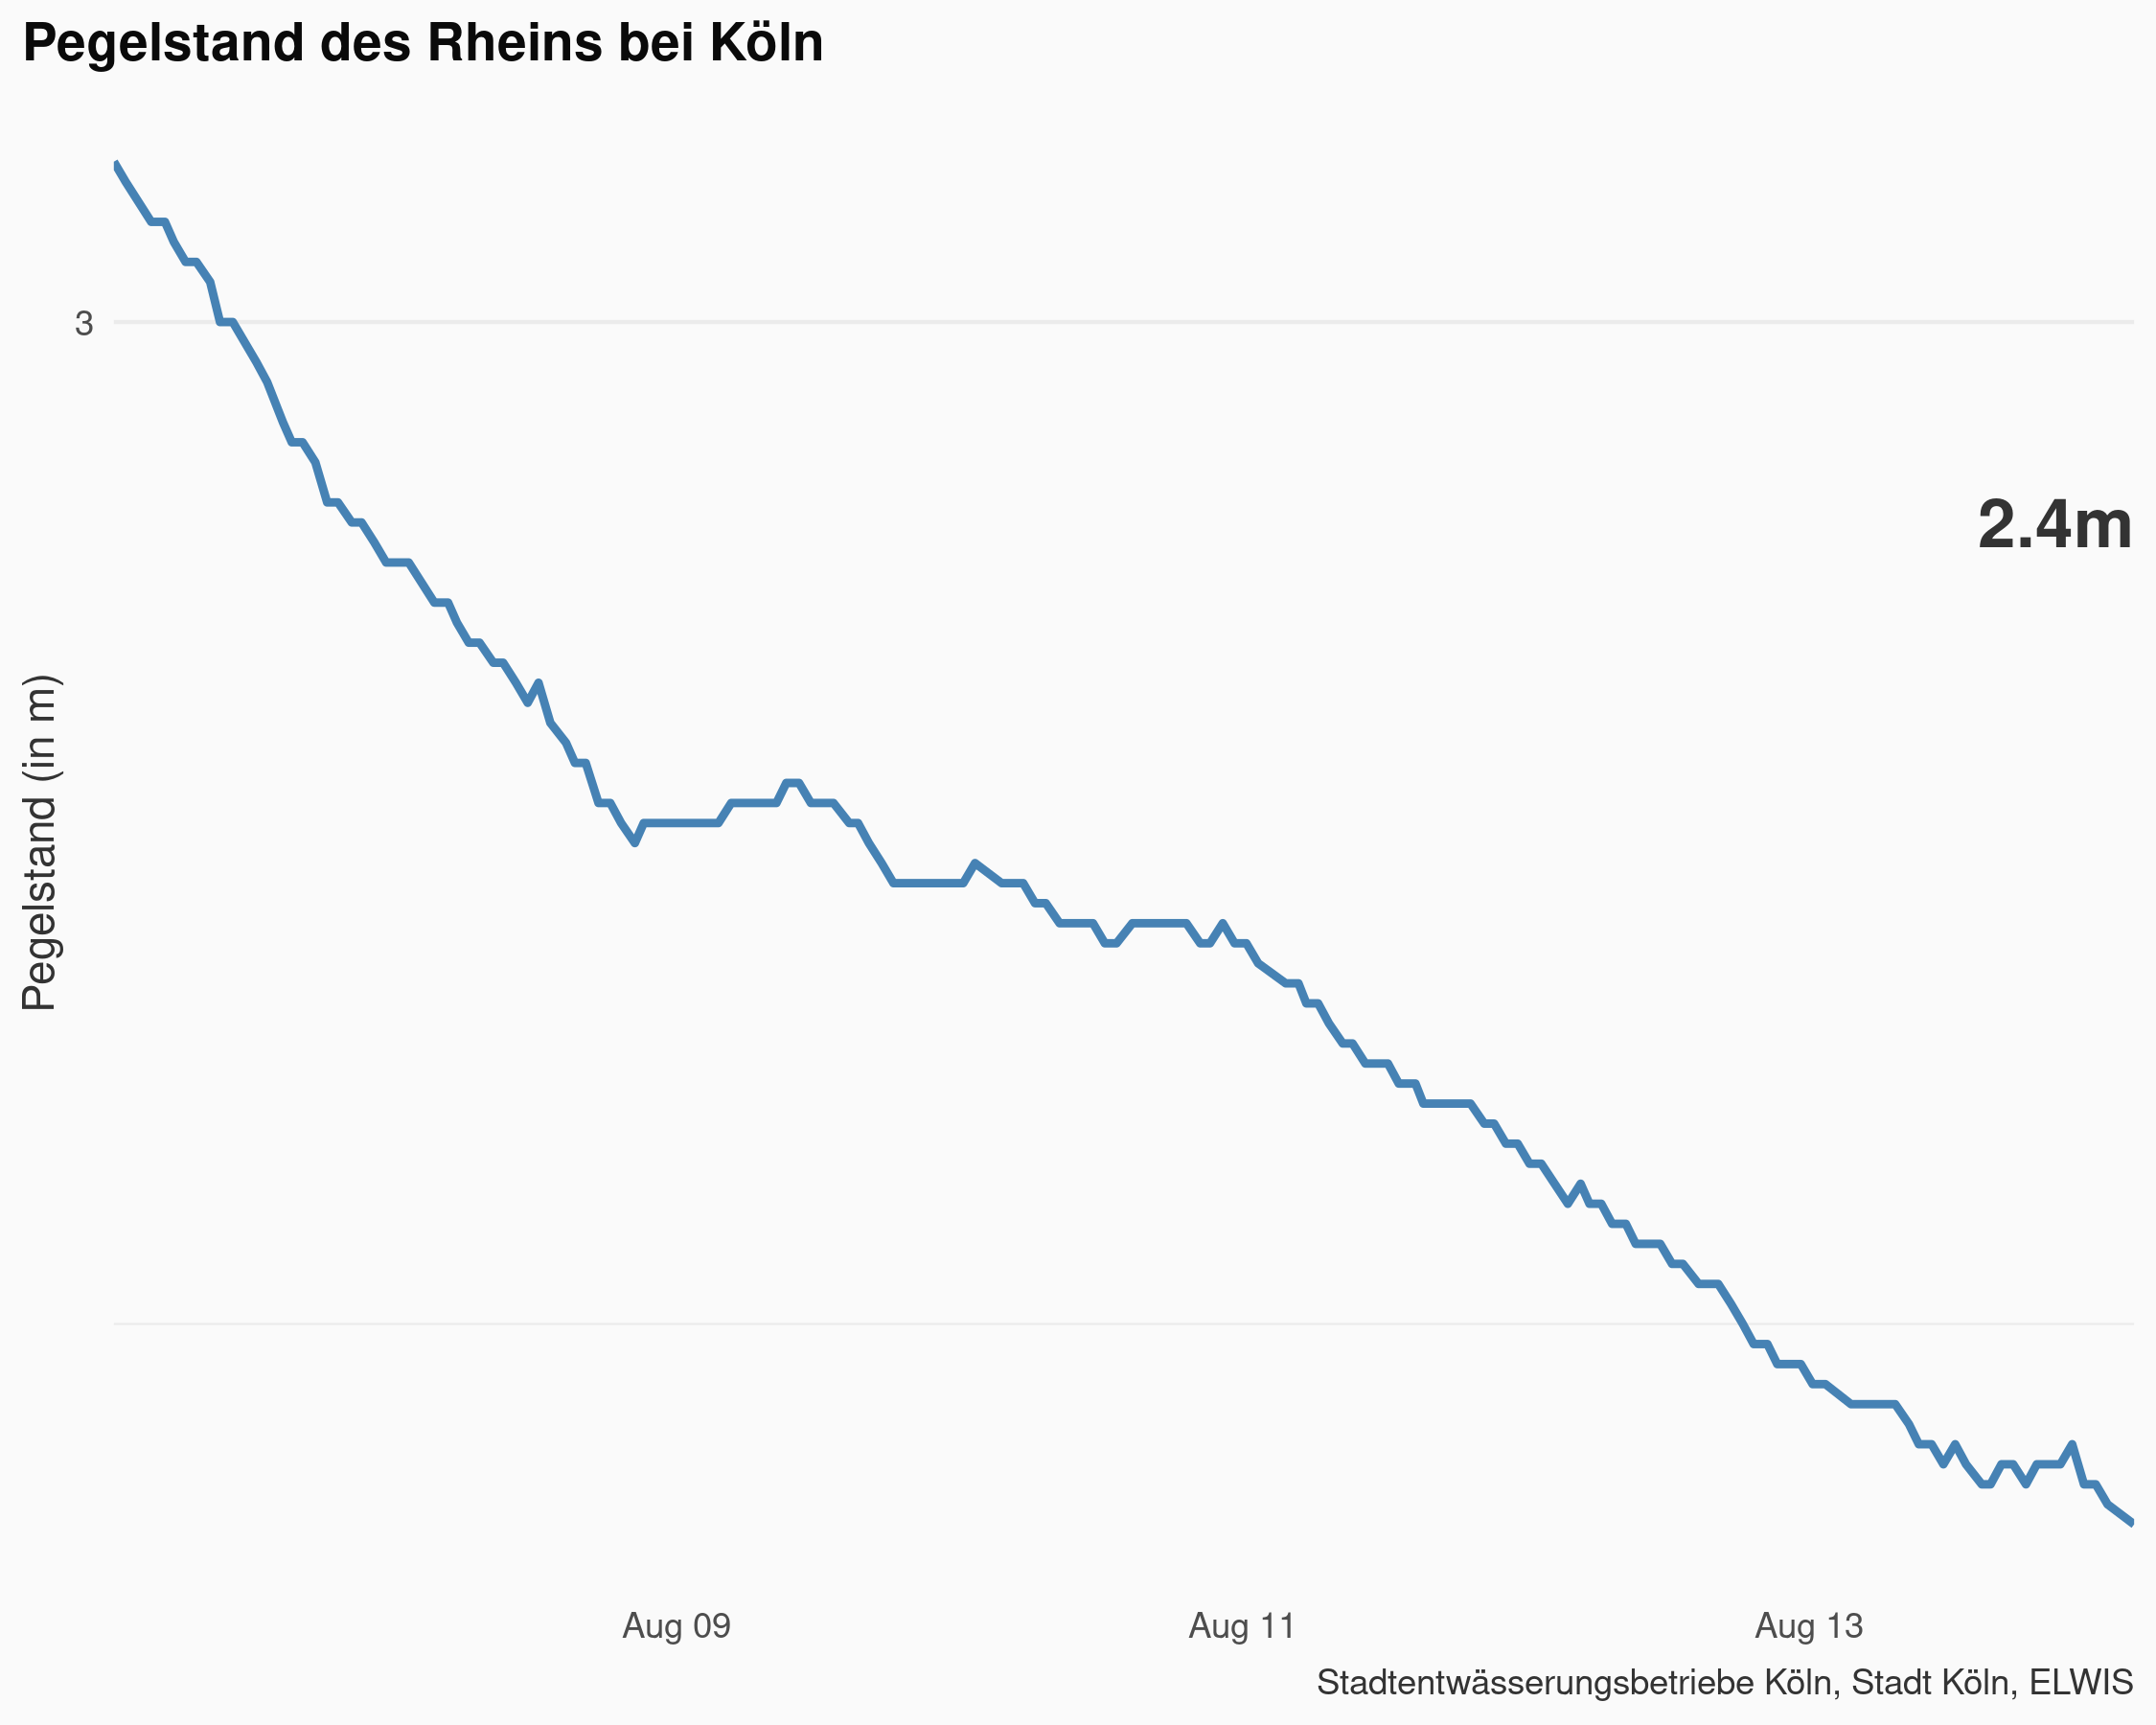 Pegelstand des Rheins bei Köln
3
2.4m
Pegelstand (in m)
Aug 09
Aug 11
Aug 13
Stadtentwässerungsbetriebe Köln, Stadt Köln, ELWIS